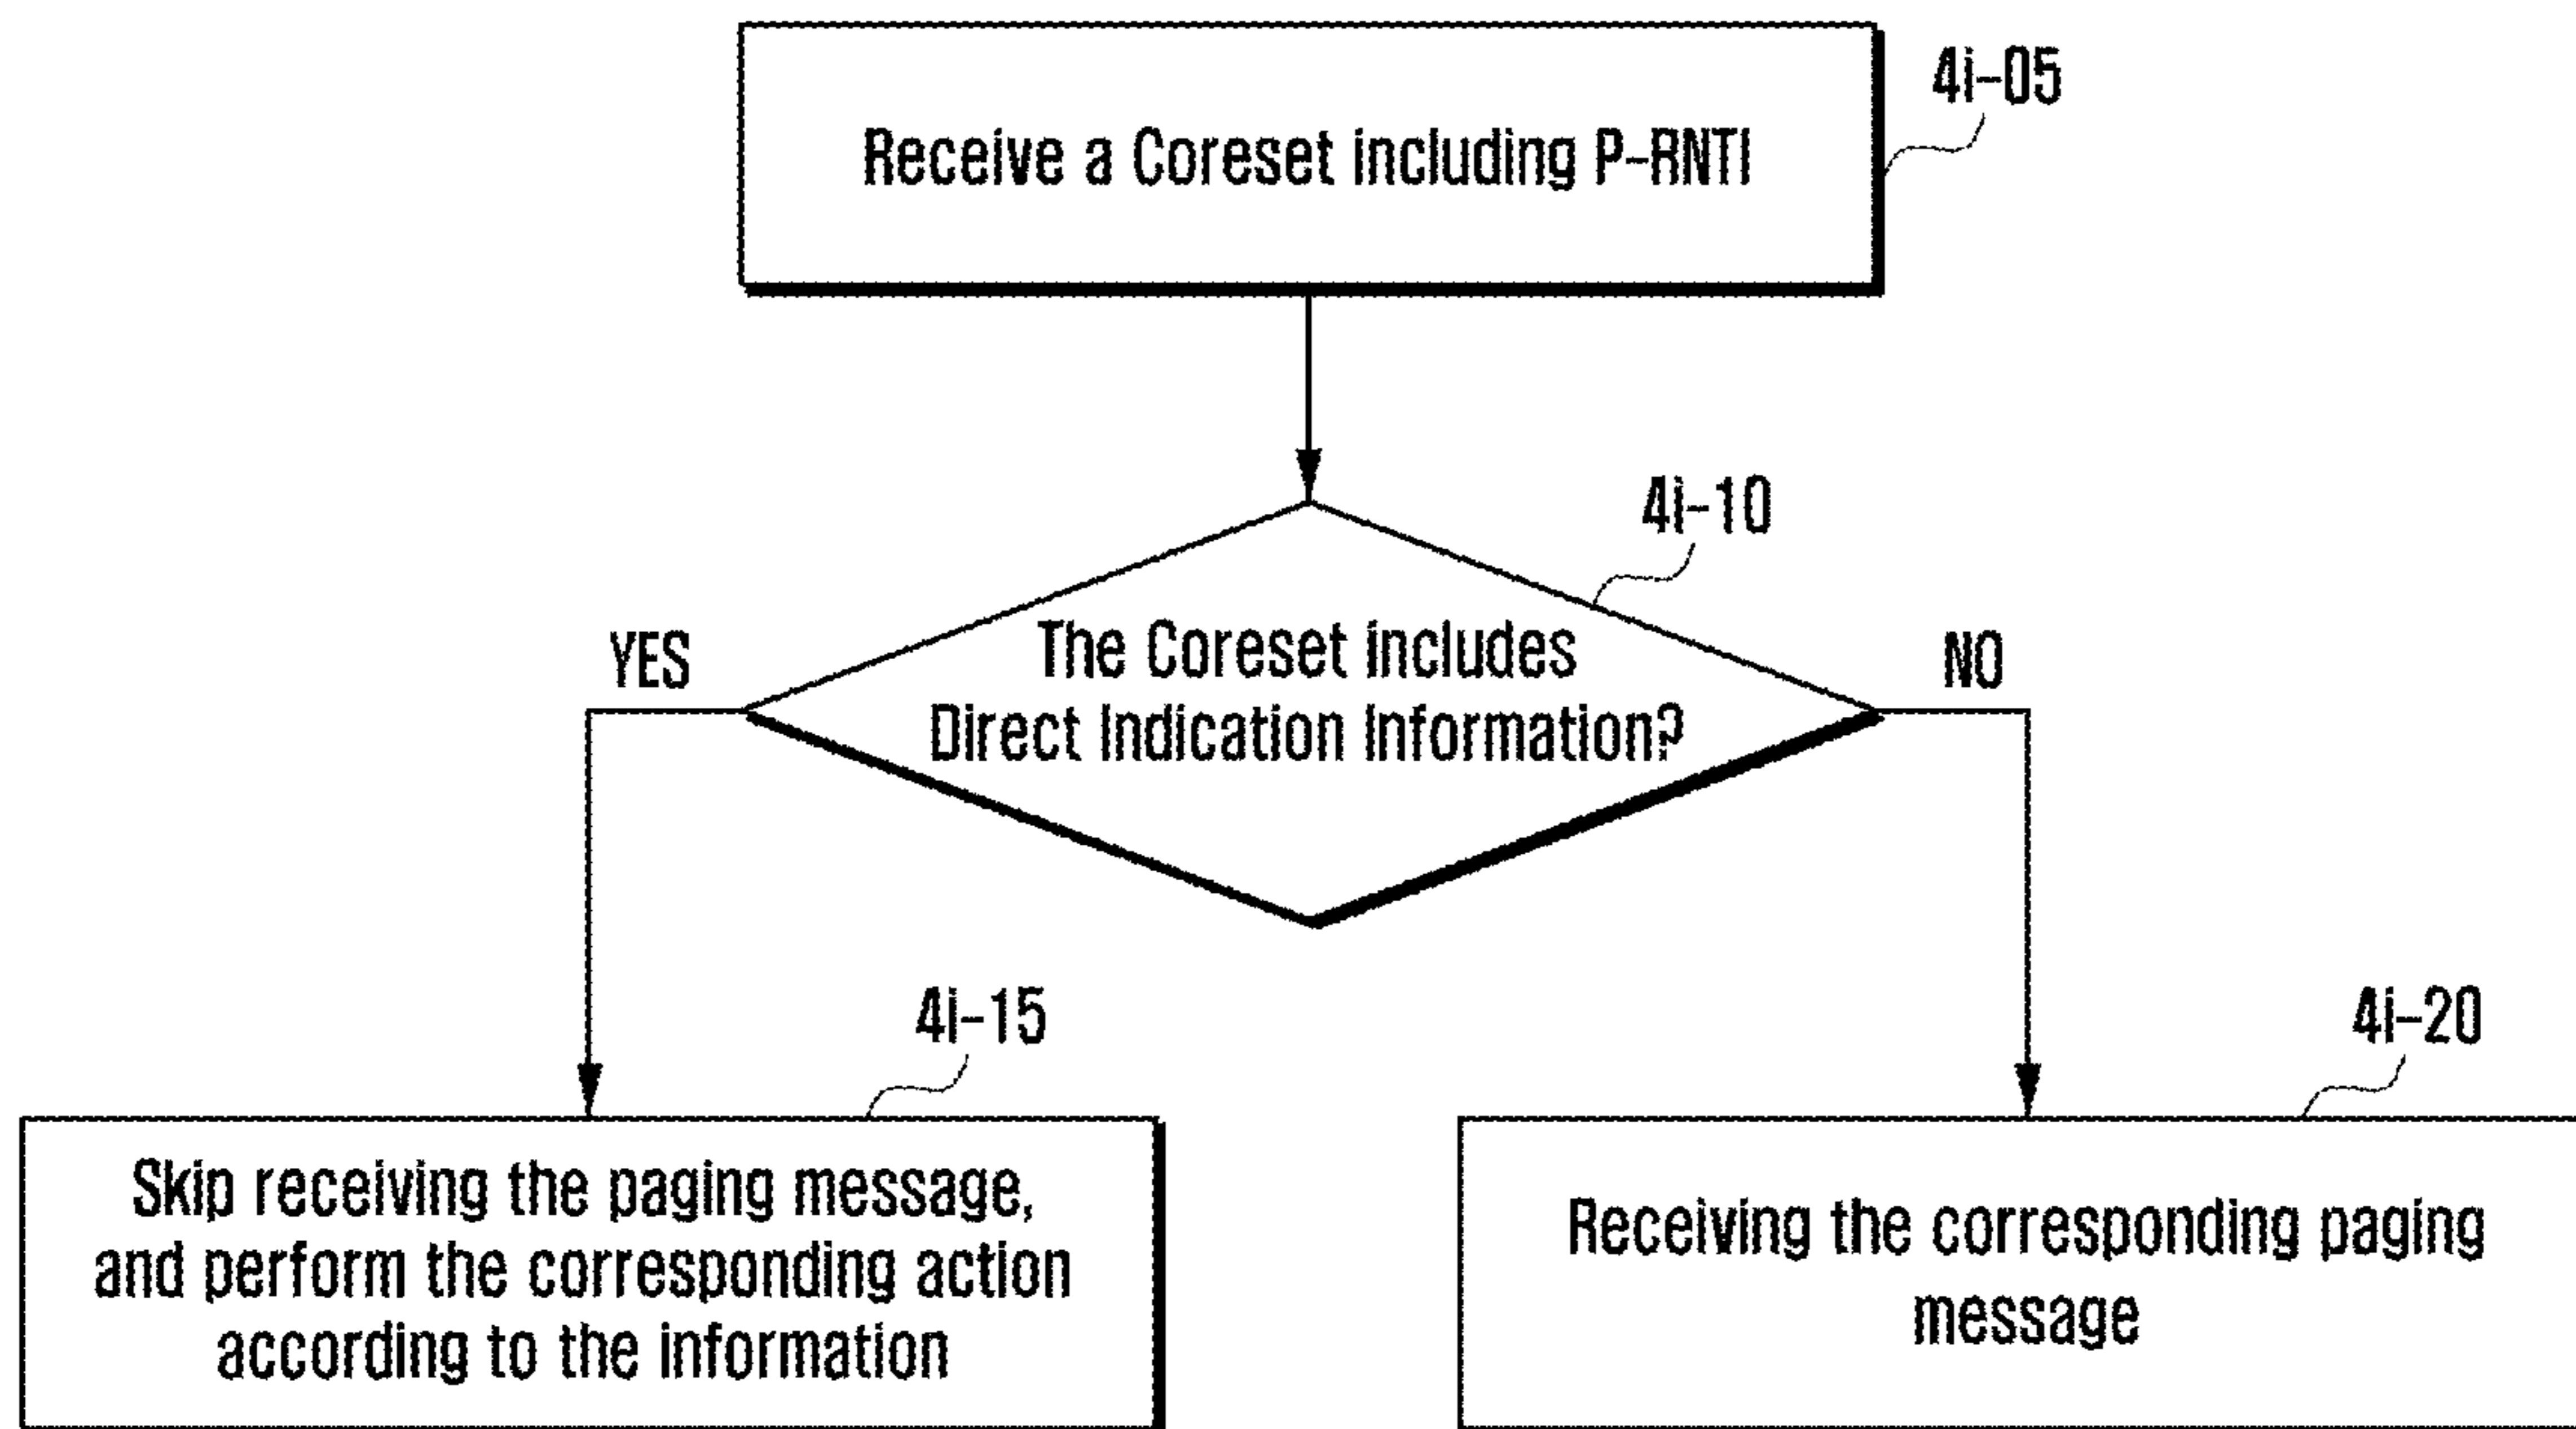 4i-05
Receive a Coreset including P-RNTI
4i-10
YES
The Coreset includes
NO
Direct Indication Information?
4i-15
4i-20
Skip receiving the paging message,
and perform the corresponding action
according to the information
Receiving the corresponding paging
message